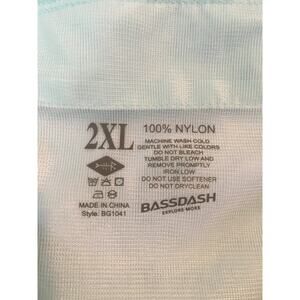 2XL
100% NYLON
MACHINE WASH COLD
GENTLE WITH LIKE COLORS
DO NOT BLEACH
TUMBLE DRY LOW AND
REMOVE PROMPTLY
IRON LOW
DO NOT USE SOFTENER
DO NOT DRYCLEAN
MADE IN
CHINA
Style: BG1041
BASSDASH
EXPLORE MORE